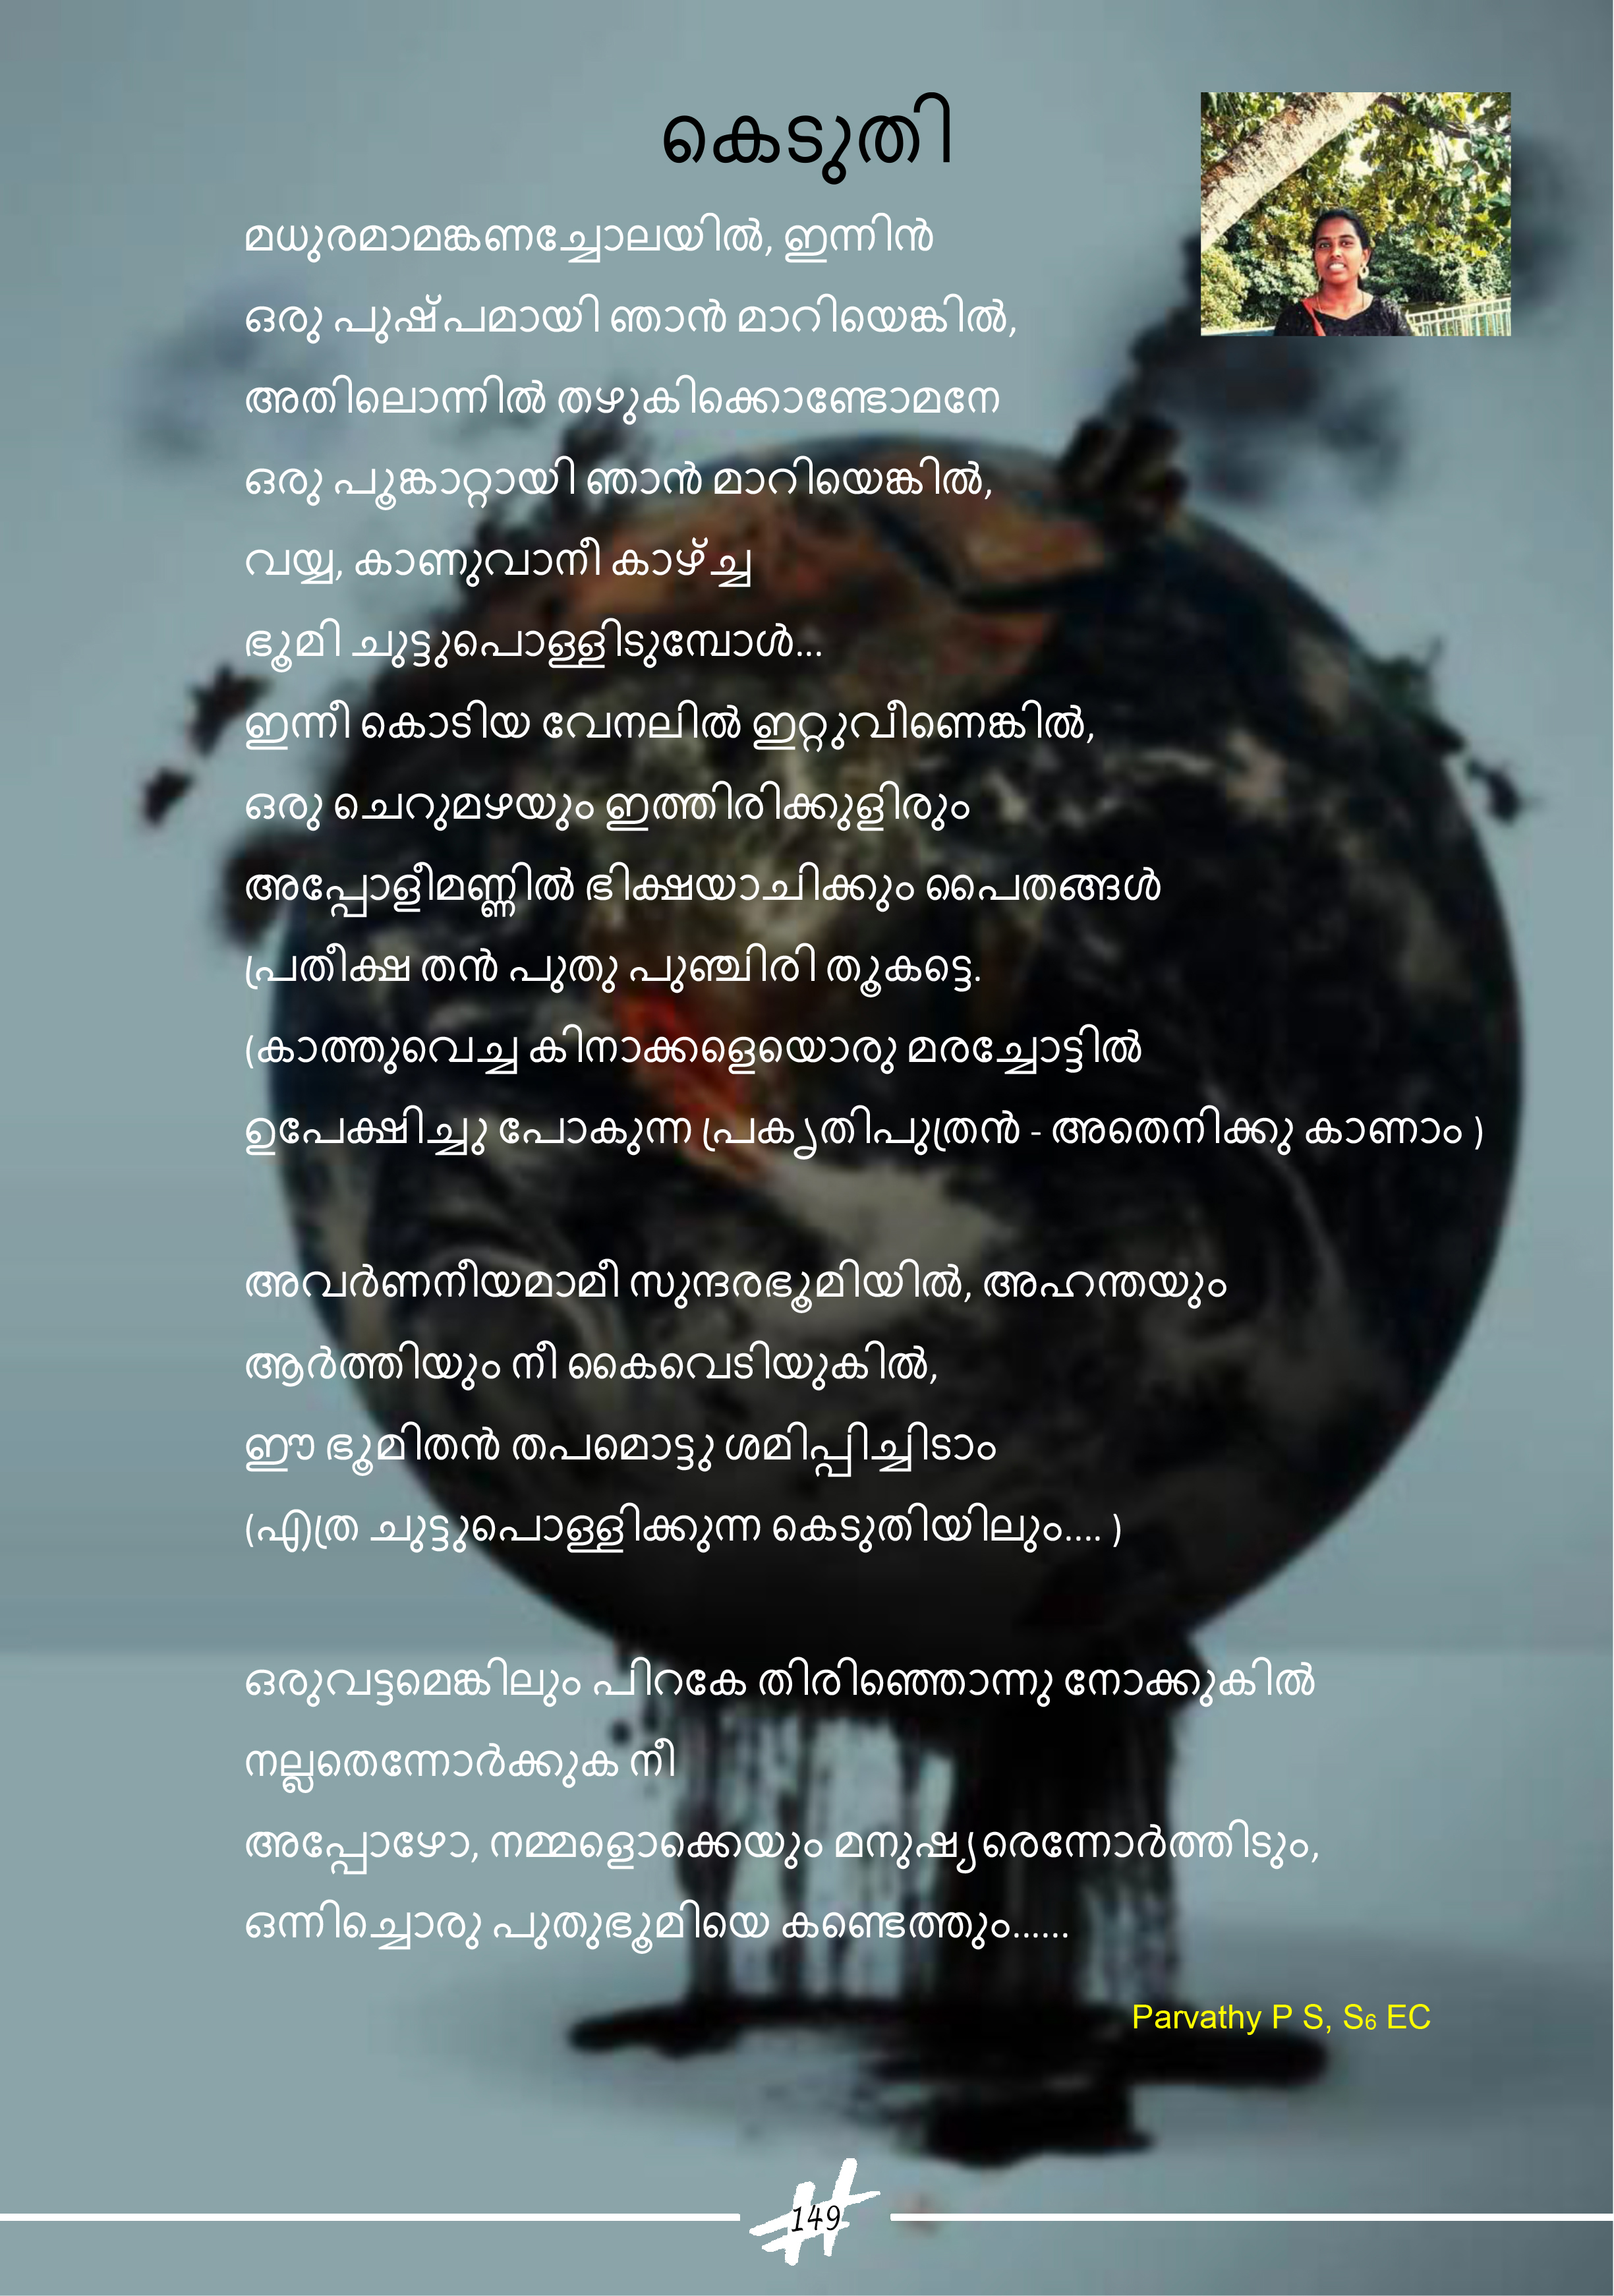 കെടുതി
മധുരമാമങ്കണച്ചോലയിൽ, ഇന്നിൻ
ഒരു പുഷ്പമായി ഞാൻ മാറിയെങ്കിൽ,
അതിലൊന്നിൽ തഴുകിക്കൊണ്ടോമനേ
ഒരു പൂങ്കാറ്റായി ഞാൻ മാറിയെങ്കിൽ,
വയ്യ, കാണുവാനീ കാഴ്ച്ച
ഭൂമി ചുട്ടുപൊള്ളിടുമ്പോൾ...
ഇന്നീ കൊടിയ വേനലിൽ ഇറ്റുവീണെങ്കിൽ,
ഒരു ചെറുമഴയും ഇത്തിരിക്കുളിരും
അപ്പോളീമണ്ണിൽ ഭിക്ഷയാചിക്കും പൈതങ്ങൾ
പ്രതീക്ഷ തൻ പുതു പുഞ്ചിരി തൂകട്ടെ.
(കാത്തുവെച്ച കിനാക്കളെയൊരു മരച്ചോട്ടിൽ
ഉപേക്ഷിച്ചു പോകുന്ന പ്രകൃതിപുത്രൻ - അതെനിക്കു കാണാം )
അവർണനീയമാമീ സുന്ദരഭൂമിയിൽ, അഹന്തയും
ആർത്തിയും നീ കൈവെടിയുകിൽ,
ഈ ഭൂമിതൻ തപമൊട്ടു ശമിപ്പിച്ചിടാം
(എത്ര ചുട്ടുപൊള്ളിക്കുന്ന കെടുതിയിലും.... )
ഒരുവട്ടമെങ്കിലും പിറകേ തിരിഞ്ഞൊന്നു നോക്കുകിൽ
നല്ലതെന്നോർക്കുക നീ
അപ്പോഴോ, നമ്മളൊക്കെയും മനുഷ്യരെന്നോർത്തിടും,
ഒന്നിച്ചൊരു പുതുഭൂമിയെ കണ്ടെത്തും......
Parvathy P S, S6 EC
149